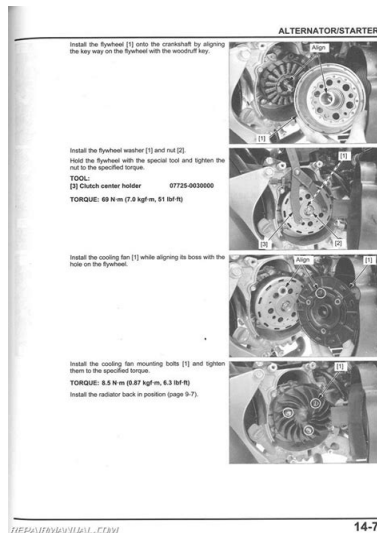 ALTERNATOR/STARTER
Install the flywheel [1] onto the crankshaft by aligning
the key way on the flywheel with the woodruff key.
Align
[1]
Install the flywheel washer [1] and nut [2].
Hold the flywheel with the special tool and tighten the
nut to the specified torque.
TOOL:
[3] Clutch center holder 07725-0030000
TORQUE: 69 N·m (7.0 kgf·m, 51 lbf·ft)
[1]
[3]
[2]
Install the cooling fan [1] while aligning its boss with the
hole on the flywheel.
Align
[1]
Install the cooling fan mounting bolts [1] and tighten
them to the specified torque.
TORQUE: 8.5 N·m (0.87 kgf·m, 6.3 lbf·ft)
Install the radiator back in position (page 9-7).
[1]
14-7
REPAIRMANUAL.COM